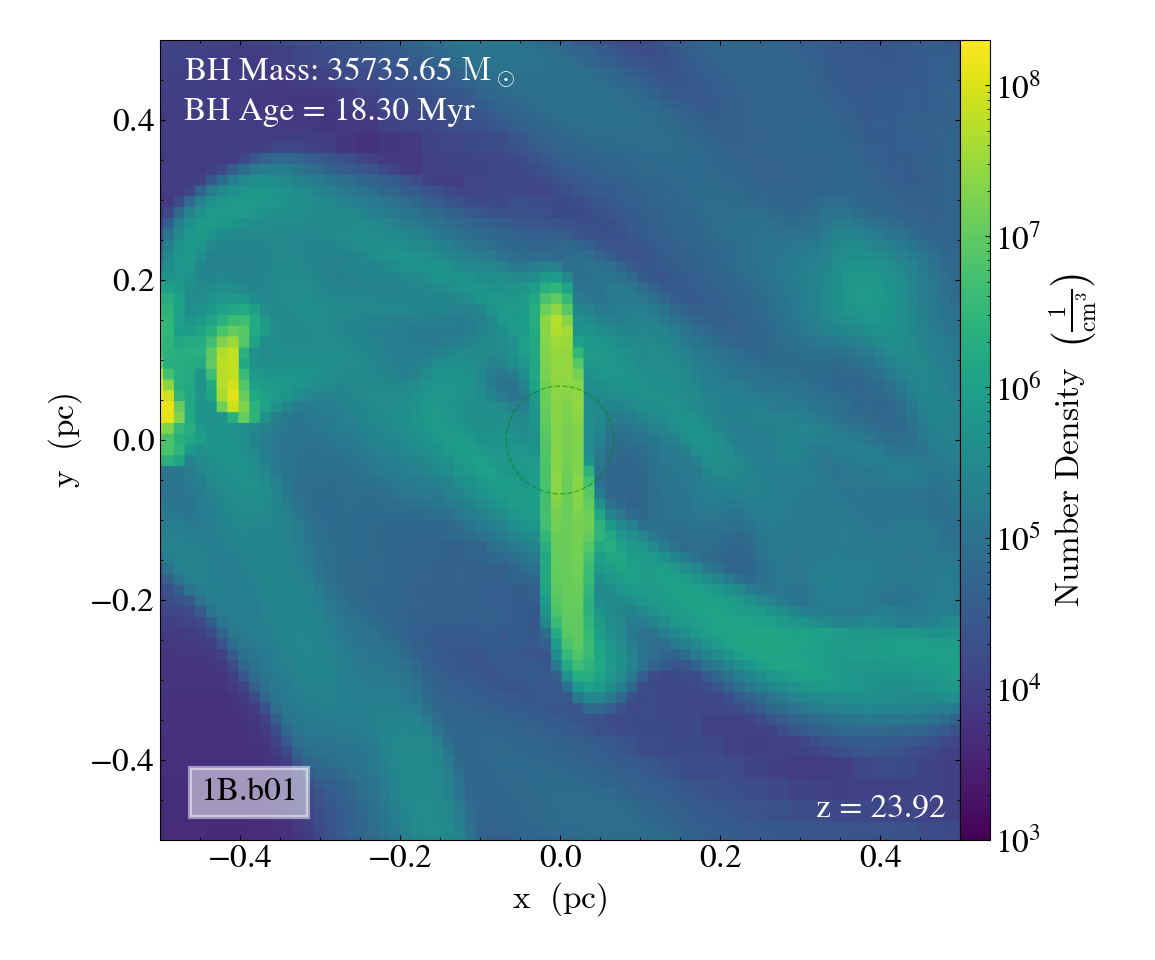 BH Mass: 35735.65 M⊙
BH Age = 18.30 Myr
1B.b01
z = 23.92
0.4
0.2
0.0
−0.2
−0.4
y (pc)
−0.4 −0.2 0.0 0.2 0.4
x (pc)
10⁸
10⁷
10⁶
10⁵
10⁴
10³
Number Density (1/cm³)